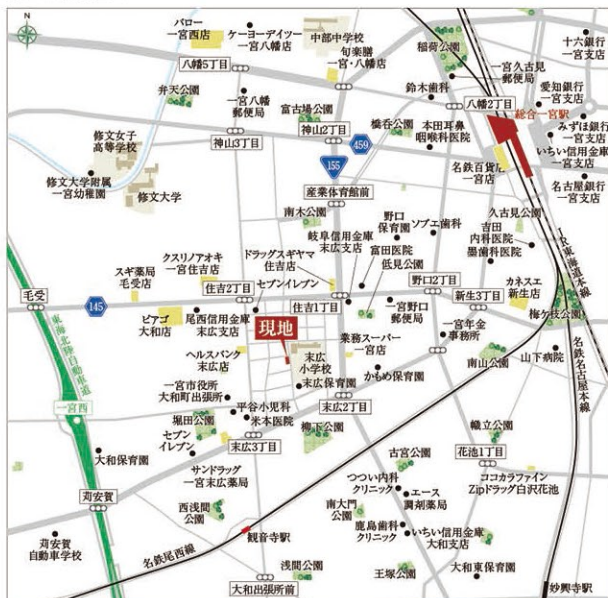 バロー
一宮西店
ケーヨーデイツー
一宮八幡店
中部中学校
旬楽膳
一宮・八幡店
稲荷公園
一宮久古見
郵便局
十六銀行
一宮支店
八幡5丁目
弁天公園
一宮八幡
郵便局
富古場公園
鈴木歯科
八幡2丁目
愛知銀行
一宮支店
総合一宮駅
みずほ銀行
一宮支店
いちい信用金庫
一宮支店
名古屋銀行
一宮支店
神山3丁目
神山2丁目
459
155
橋呑公園
本田耳鼻
咽喉科医院
名鉄百貨店
一宮店
修文女子
高等学校
修文大学附属
一宮幼稚園
修文大学
産業体育館前
南木公園
野口
保育園
ソブエ歯科
久古見公園
吉田
内科医院
墨歯科医院
JR東海道本線
岐阜信用金庫
末広支店
富田医院
低見公園
ドラッグスギヤマ
住吉店
クスリノアオキ
一宮住吉店
スギ薬局
毛受店
毛受
145
住吉2丁目
セブンイレブン
住吉1丁目
野口2丁目
新生3丁目
カネスエ
新生店
梅ケ枝公園
ピアゴ
大和店
尾西信用金庫
末広支店
現地
一宮野口
郵便局
一宮年金
事務所
業務スーパー
一宮店
ヘルスバンク
末広店
末広
小学校
末広保育園
かもめ保育園
南山公園
山下病院
名鉄名古屋本線
東海北陸自動車道
一宮西
一宮市役所
大和町出張所
平谷小児科
米本医院
堀田公園
セブン
イレブン
末広3丁目
柳下公園
末広2丁目
大和保育園
サンドラッグ
一宮末広薬局
古宮公園
花池1丁目
幟立公園
ココカラファイン
Zipドラッグ白沢花池
つつい内科
クリニック
エース
調剤薬局
苅安賀
西浅間
公園
南大門
公園
鹿島歯科
クリニック
いちい信用金庫
大和支店
苅安賀
自動車学校
名鉄尾西線
観音寺駅
浅間公園
大和出張所前
王塚公園
大和東保育園
妙興寺駅